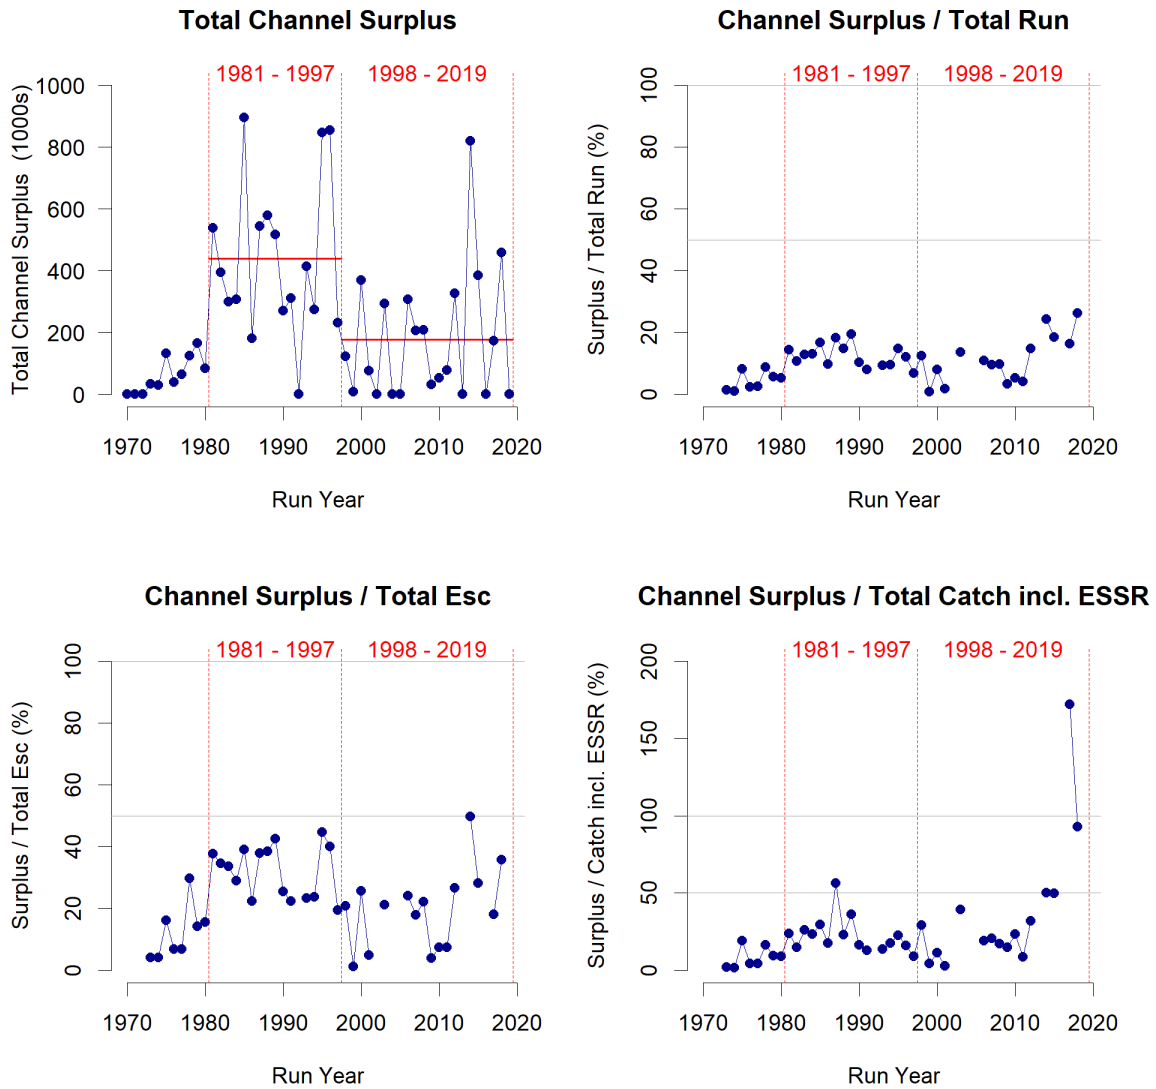 Total Channel Surplus
1981 - 1997 1998 - 2019
Total Channel Surplus (1000s)
1000
800
600
400
200
0
1970 1980 1990 2000 2010 2020
Run Year
Channel Surplus / Total Run
1981 - 1997 1998 - 2019
Surplus / Total Run (%)
100
80
60
40
20
0
1970 1980 1990 2000 2010 2020
Run Year
Channel Surplus / Total Esc
1981 - 1997 1998 - 2019
Surplus / Total Esc (%)
100
80
60
40
20
0
1970 1980 1990 2000 2010 2020
Run Year
Channel Surplus / Total Catch incl. ESSR
1981 - 1997 1998 - 2019
Surplus / Catch incl. ESSR (%)
200
150
100
50
0
1970 1980 1990 2000 2010 2020
Run Year